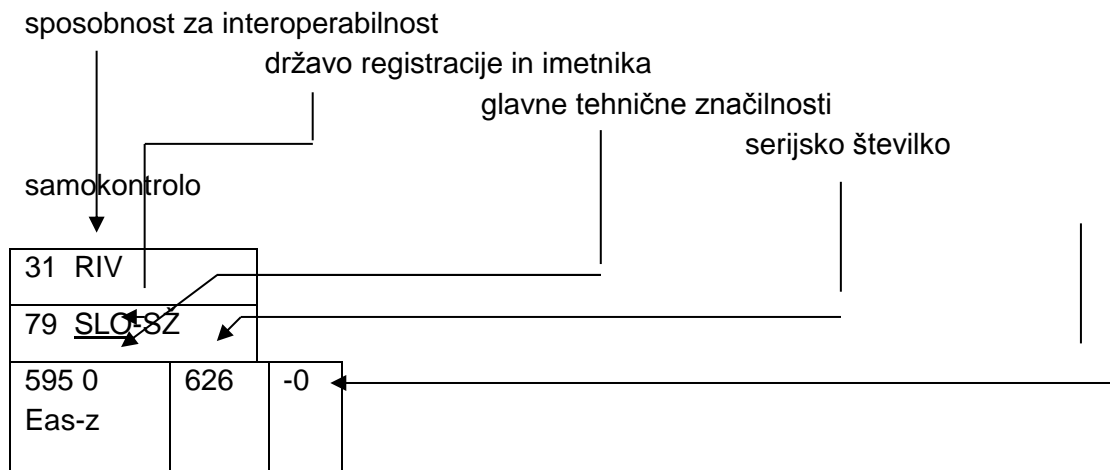 sposobnost za interoperabilnost
državo registracije in imetnika
glavne tehnične značilnosti
serijsko številko
samokontrolo
31 RIV
79 SLO-SŽ
595 0 626 -0
Eas-z